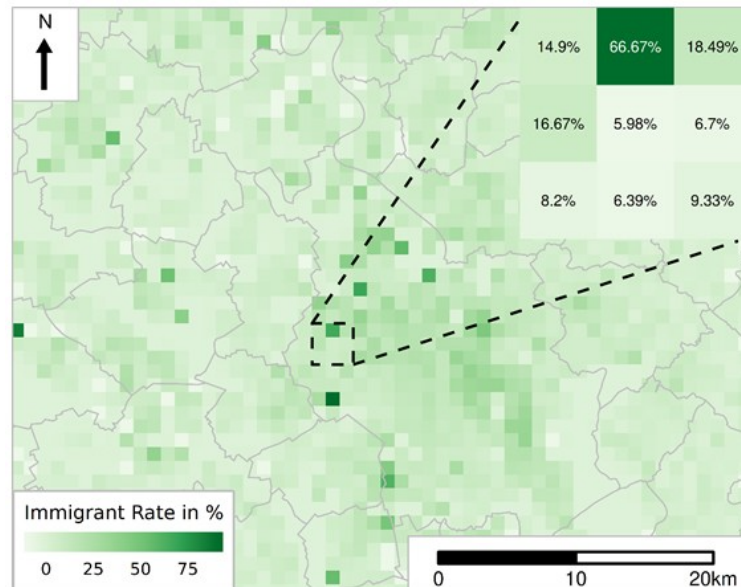 N
14.9% 66.67% 18.49%
16.67% 5.98% 6.7%
8.2% 6.39% 9.33%
Immigrant Rate in %
0 25 50 75
0 10 20km